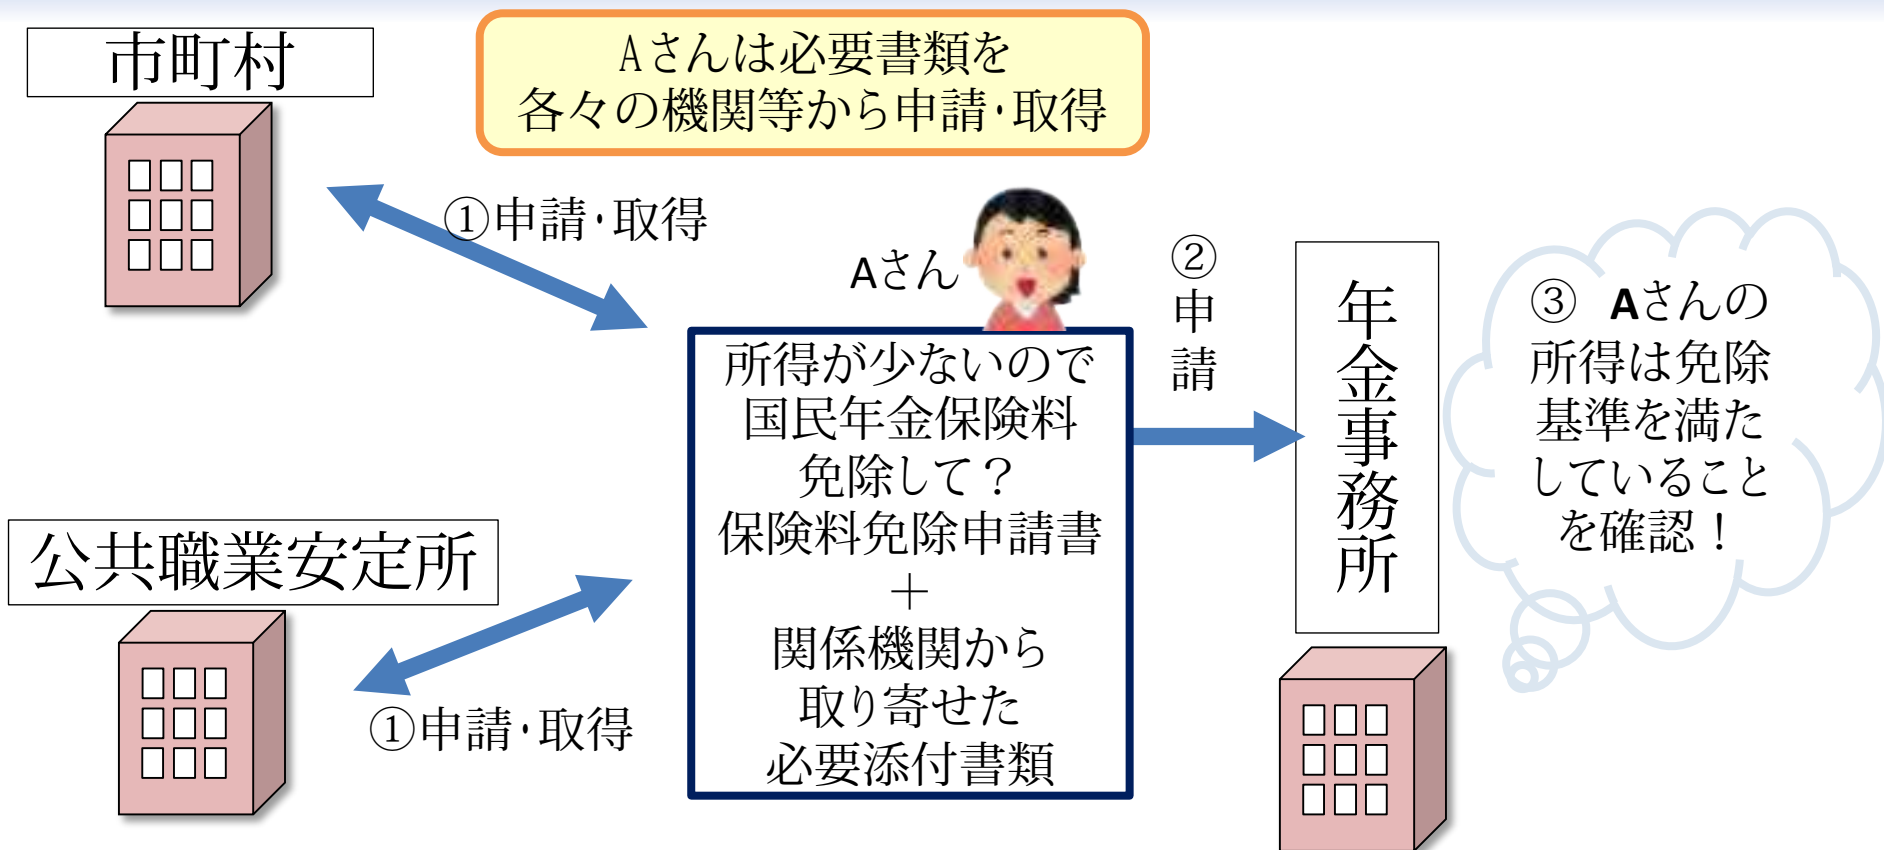 市町村
Aさんは必要書類を
各々の機関等から申請・取得
①申請・取得
Aさん
②
申
請
年金事務所
③ Aさんの
所得は免除
基準を満た
していること
を確認！
所得が少ないので
国民年金保険料
免除して？
保険料免除申請書
＋
関係機関から
取り寄せた
必要添付書類
公共職業安定所
①申請・取得